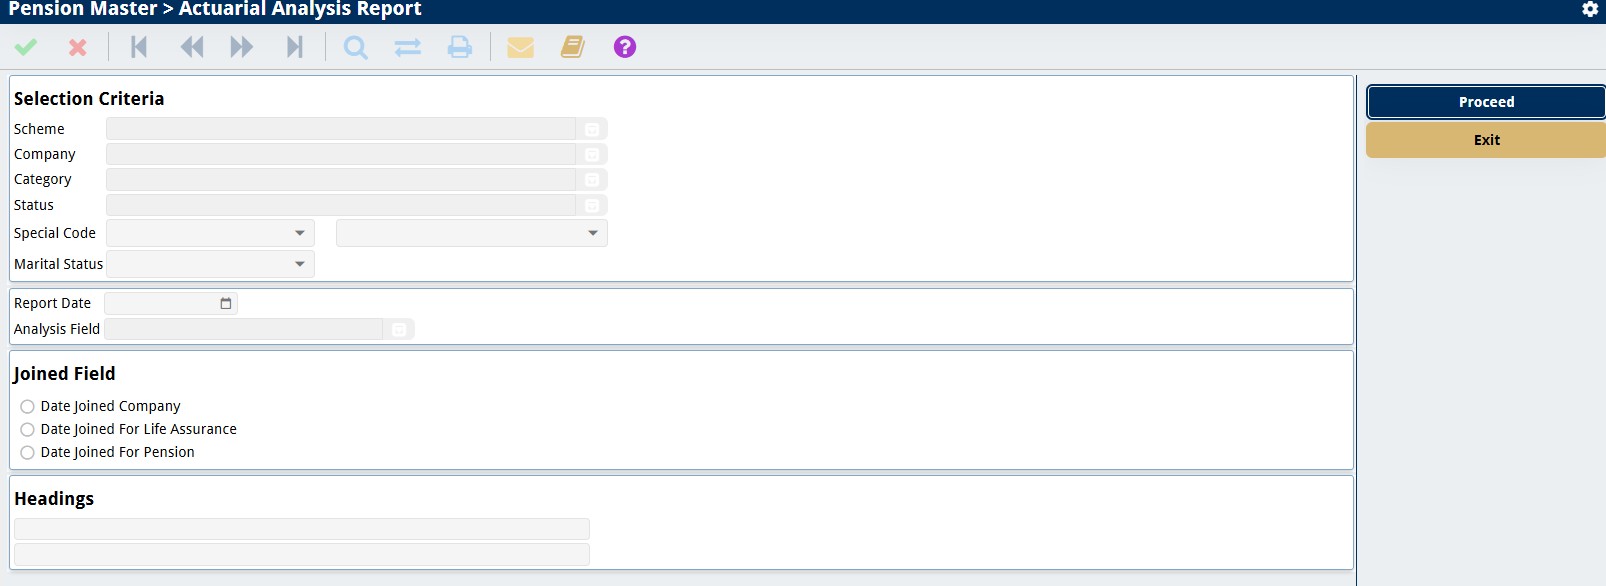 Pension Master > Actuarial Analysis Report
?
Selection Criteria
Scheme
Company
Category
Status
Special Code
Marital Status
Report Date
Analysis Field
Joined Field
Date Joined Company
Date Joined For Life Assurance
Date Joined For Pension
Headings
Proceed
Exit